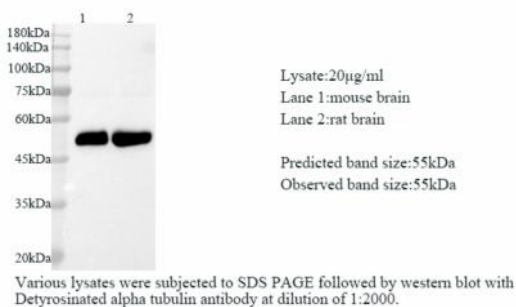 1 2
180kDa
140kDa
100kDa
75kDa
60kDa
45kDa
35kDa
20kDa
Lysate:20μg/ml
Lane 1:mouse brain
Lane 2:rat brain
Predicted band size:55kDa
Observed band size:55kDa
Various lysates were subjected to SDS PAGE followed by western blot with
Detyrosinated alpha tubulin antibody at dilution of 1:2000.